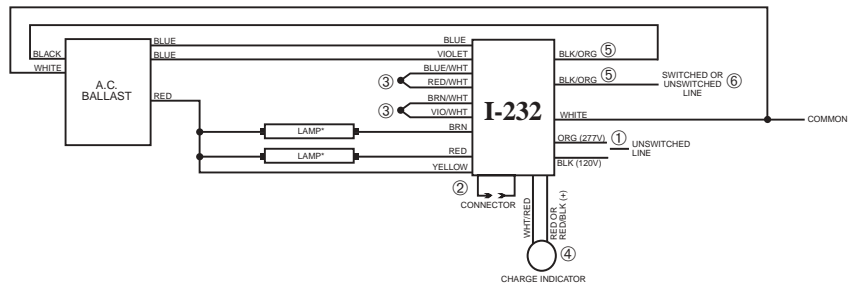 BLUE
BLUE
BLACK
BLUE
VIOLET
BLK/ORG ⑤
WHITE
BLUE/WHT
A.C.
BALLAST
③
RED/WHT
BLK/ORG ⑤
SWITCHED OR
UNSWITCHED
LINE
⑥
RED
BRN/WHT
③
VIO/WHT
I-232
WHITE
COMMON
LAMP*
BRN
ORG (277V)
①
UNSWITCHED
LINE
LAMP*
RED
BLK (120V)
YELLOW
②
CONNECTOR
WHT/RED
RED OR
RED/BLK (+)
④
CHARGE INDICATOR